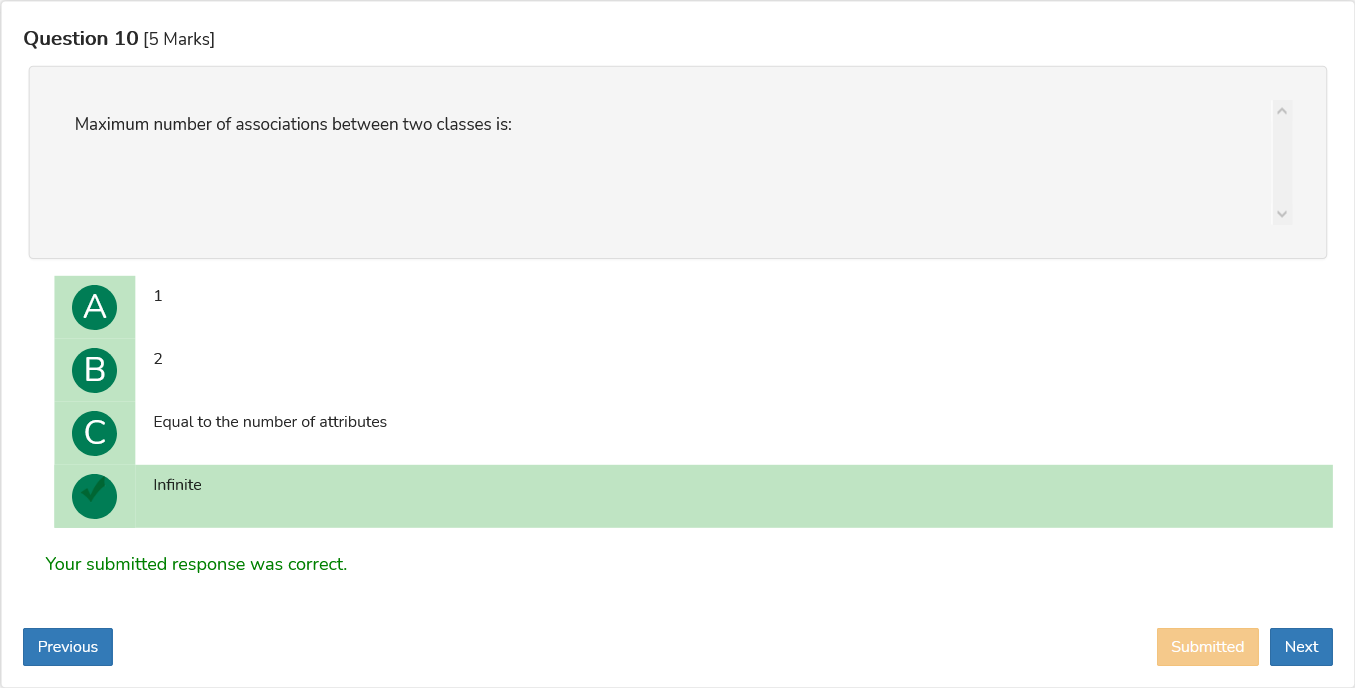 Question 10 [5 Marks]
Maximum number of associations between two classes is:
A 1
B 2
C Equal to the number of attributes
Infinite
Your submitted response was correct.
Previous Submitted Next